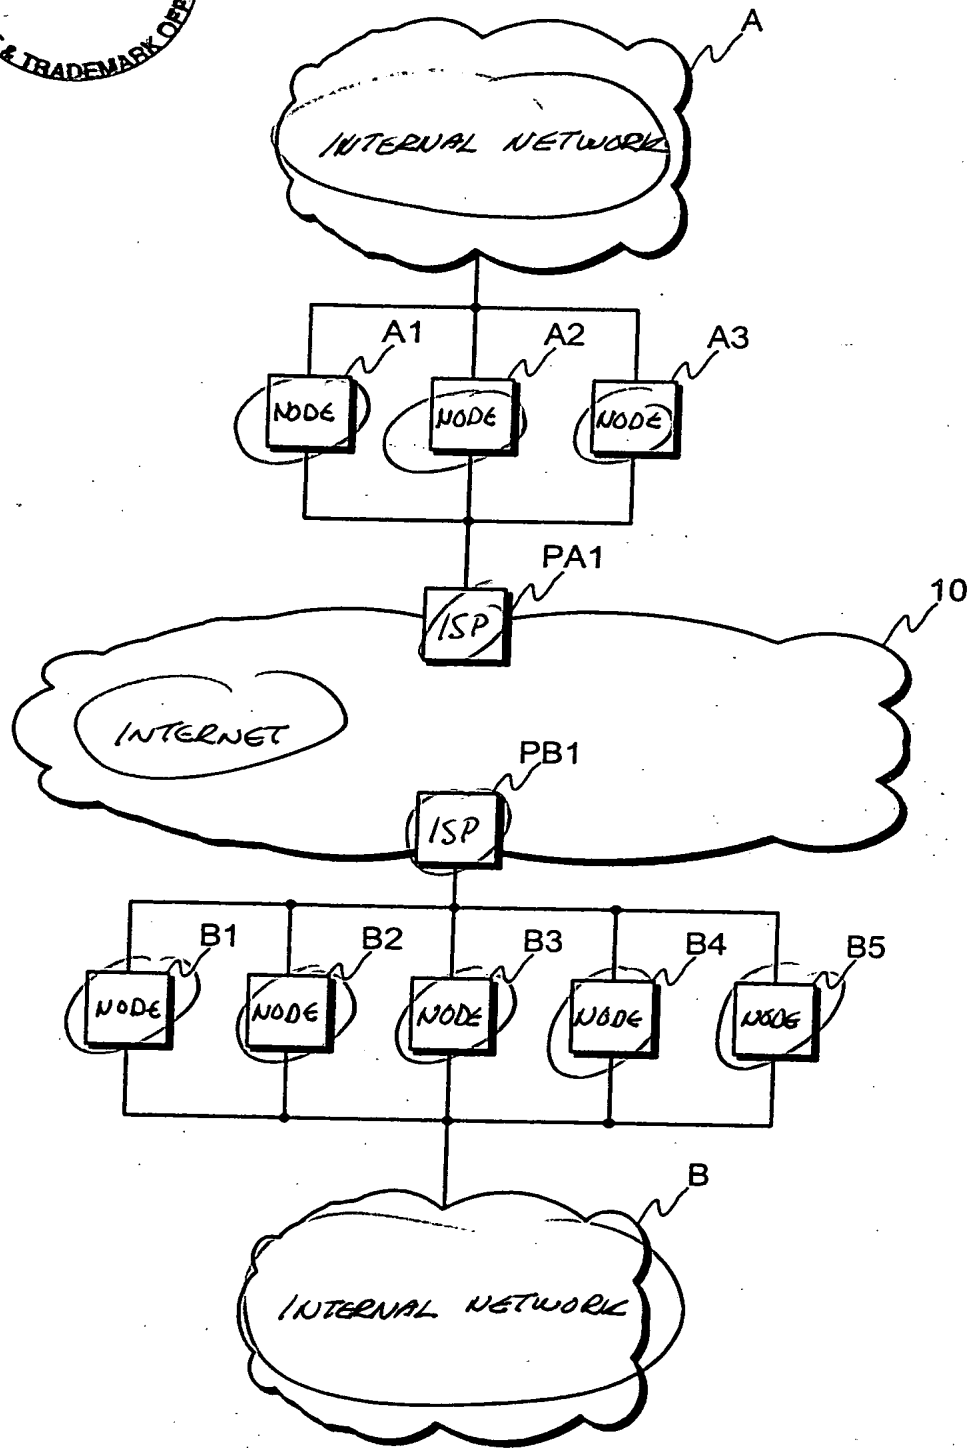 & TRADEMARK OFF
A
INTERNAL NETWORK
A1
A2
A3
NODE
NODE
NODE
PA1
ISP
10
INTERNET
PB1
ISP
B1
B2
B3
B4
B5
NODE
NODE
NODE
NODE
NODE
B
INTERNAL NETWORK